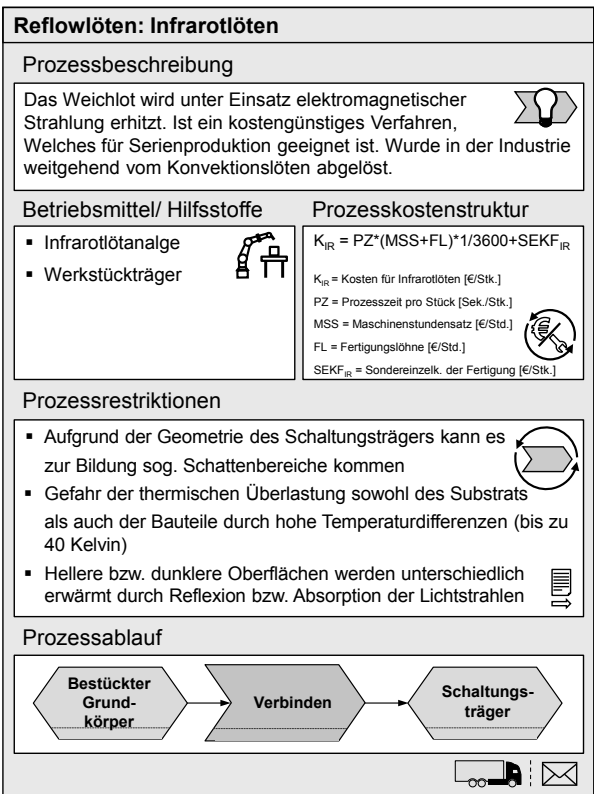 Reflowlöten: Infrarotlöten
Prozessbeschreibung
Das Weichlot wird unter Einsatz elektromagnetischer
Strahlung erhitzt. Ist ein kostengünstiges Verfahren,
Welches für Serienproduktion geeignet ist. Wurde in der Industrie
weitgehend vom Konvektionslöten abgelöst.
Betriebsmittel/ Hilfsstoffe
▪ Infrarotlötanalge
▪ Werkstückträger
Prozesskostenstruktur
K_IR = PZ*(MSS+FL)*1/3600+SEKF_IR
K_IR = Kosten für Infrarotlöten [€/Stk.]
PZ = Prozesszeit pro Stück [Sek./Stk.]
MSS = Maschinenstundensatz [€/Std.]
FL = Fertigungslöhne [€/Std.]
SEKF_IR = Sondereinzelk. der Fertigung [€/Stk.]
Prozessrestriktionen
▪ Aufgrund der Geometrie des Schaltungsträgers kann es
zur Bildung sog. Schattenbereiche kommen
▪ Gefahr der thermischen Überlastung sowohl des Substrats
als auch der Bauteile durch hohe Temperaturdifferenzen (bis zu
40 Kelvin)
▪ Hellere bzw. dunklere Oberflächen werden unterschiedlich
erwärmt durch Reflexion bzw. Absorption der Lichtstrahlen
Prozessablauf
Bestückter
Grund-
körper
Verbinden
Schaltungs-
träger